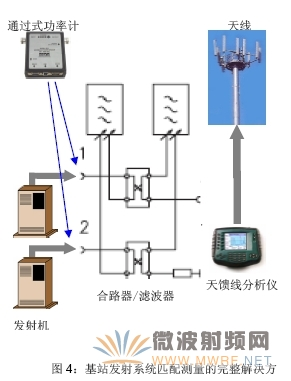 通过式功率计
天线
1
2
合路器/滤波器
天馈线分析仪
发射机
微波射频网
WWW.MWRF.NET
图 4：基站发射系统匹配测量的完整解决方